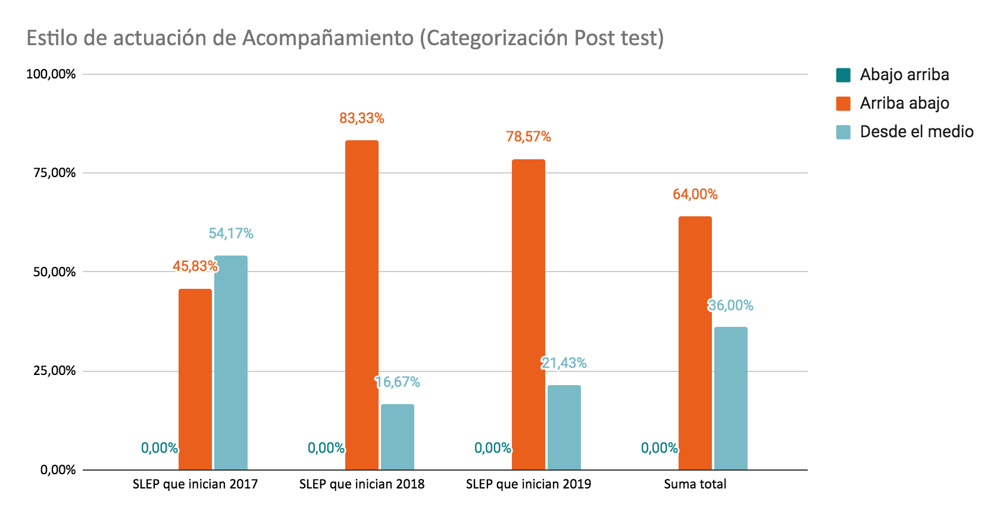 Estilo de actuación de Acompañamiento (Categorización Post test)
Abajo arriba
Arriba abajo
Desde el medio
100,00%
75,00%
50,00%
25,00%
0,00%
0,00%
45,83%
54,17%
0,00%
83,33%
16,67%
0,00%
78,57%
21,43%
0,00%
64,00%
36,00%
SLEP que inician 2017
SLEP que inician 2018
SLEP que inician 2019
Suma total